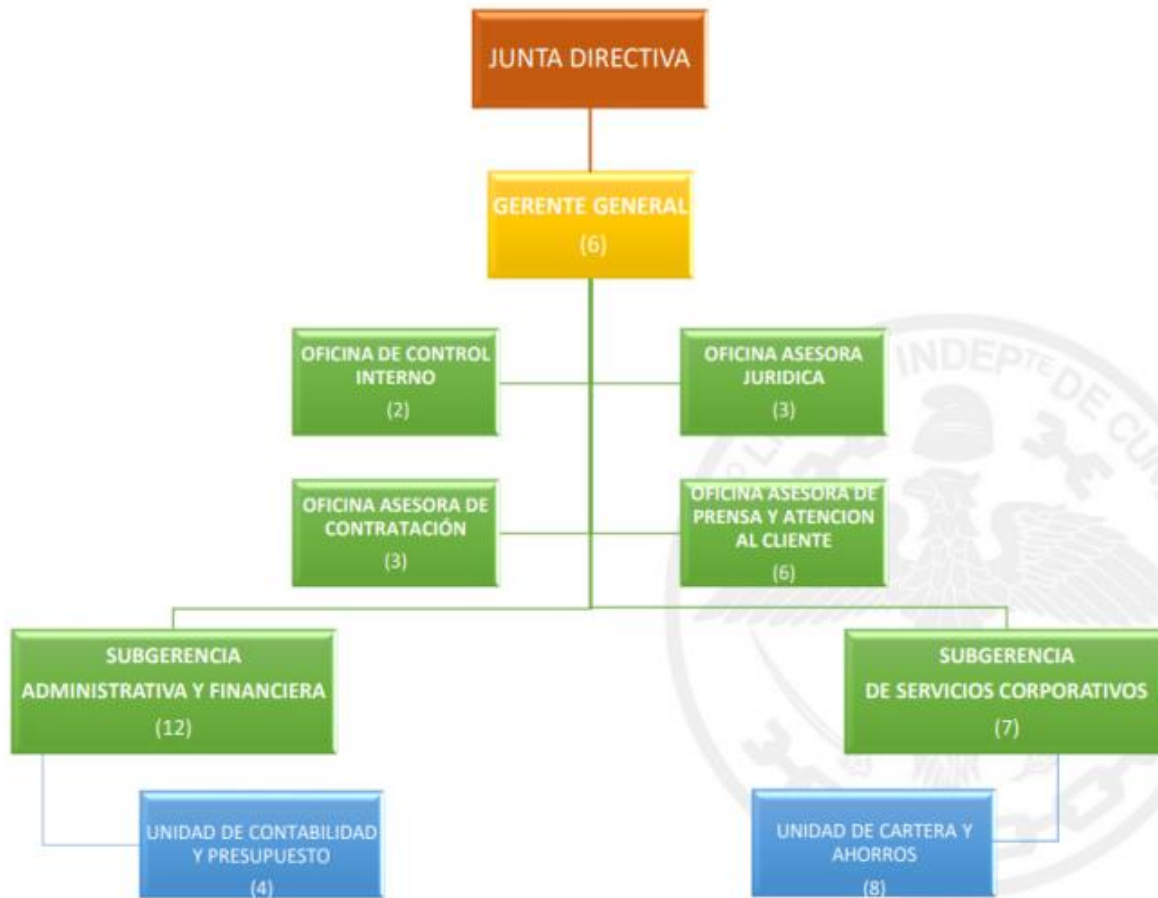 JUNTA DIRECTIVA
GERENTE GENERAL
(6)
OFICINA DE CONTROL
INTERNO
(2)
OFICINA ASESORA
JURIDICA
(3)
OFICINA ASESORA DE
CONTRATACIÓN
(3)
OFICINA ASESORA DE
PRENSA Y ATENCION
AL CLIENTE
(6)
SUBGERENCIA
ADMINISTRATIVA Y FINANCIERA
(12)
SUBGERENCIA
DE SERVICIOS CORPORATIVOS
(7)
UNIDAD DE CONTABILIDAD
Y PRESUPUESTO
(4)
UNIDAD DE CARTERA Y
AHORROS
(8)
INDEPTE DE